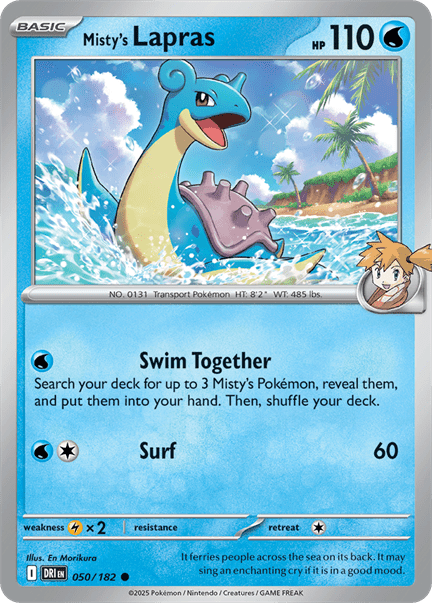 BASIC
Misty's Lapras HP 110
NO. 0131 Transport Pokémon HT: 8'2" WT: 485 lbs.
Swim Together
Search your deck for up to 3 Misty's Pokémon, reveal them,
and put them into your hand. Then, shuffle your deck.
Surf 60
weakness ×2 resistance retreat
Illus. En Morikura
It ferries people across the sea on its back. It may
sing an enchanting cry if it is in a good mood.
I DRI EN 050/182
©2025 Pokémon / Nintendo / Creatures / GAME FREAK